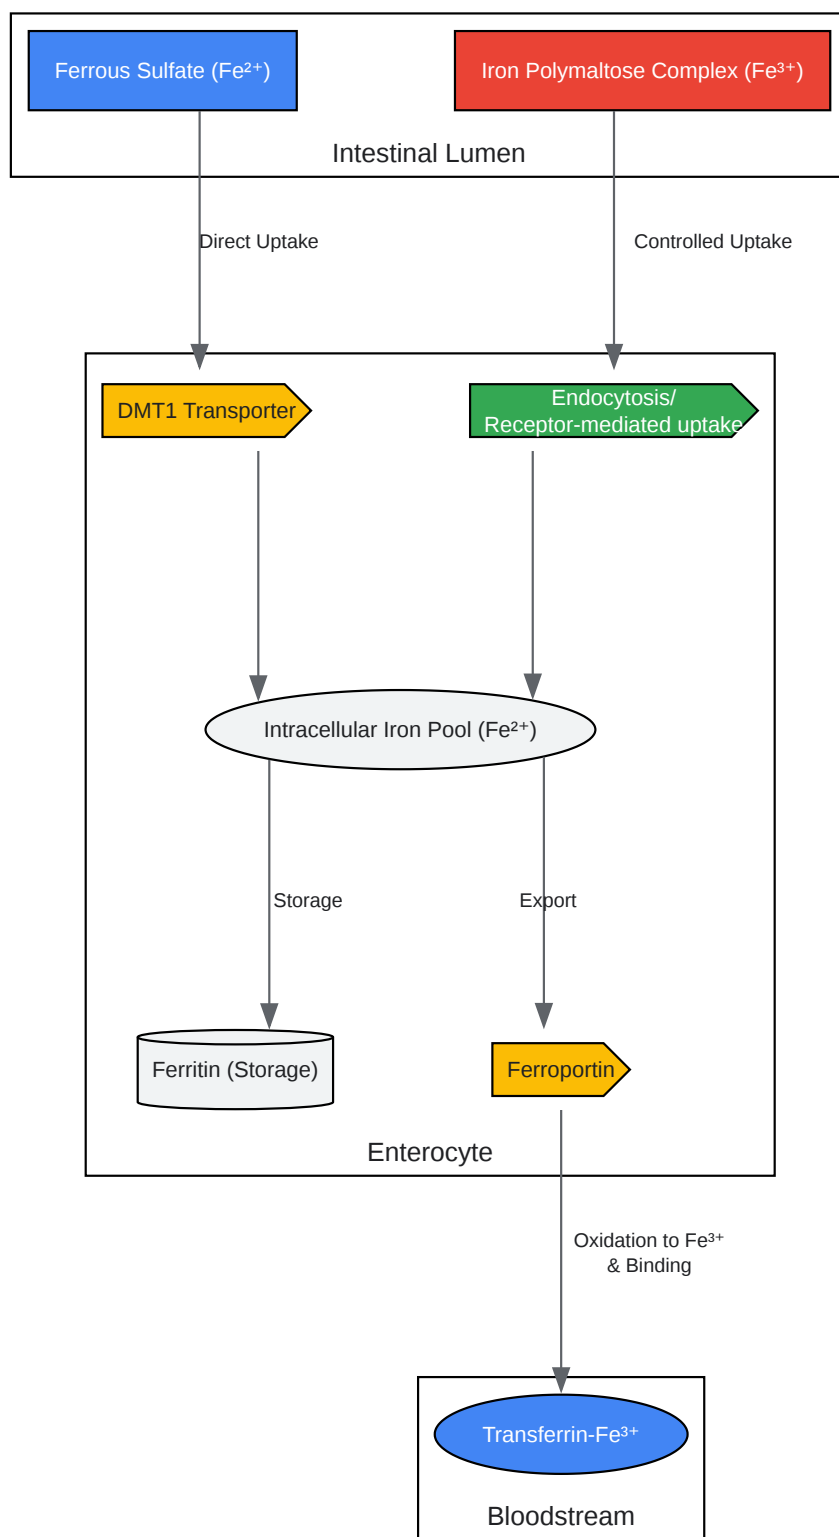 Ferrous Sulfate (Fe²⁺)
Iron Polymaltose Complex (Fe³⁺)
Intestinal Lumen
Direct Uptake
Controlled Uptake
DMT1 Transporter
Endocytosis/
Receptor-mediated uptake
Intracellular Iron Pool (Fe²⁺)
Storage
Export
Ferritin (Storage)
Ferroportin
Enterocyte
Oxidation to Fe³⁺
& Binding
Transferrin-Fe³⁺
Bloodstream